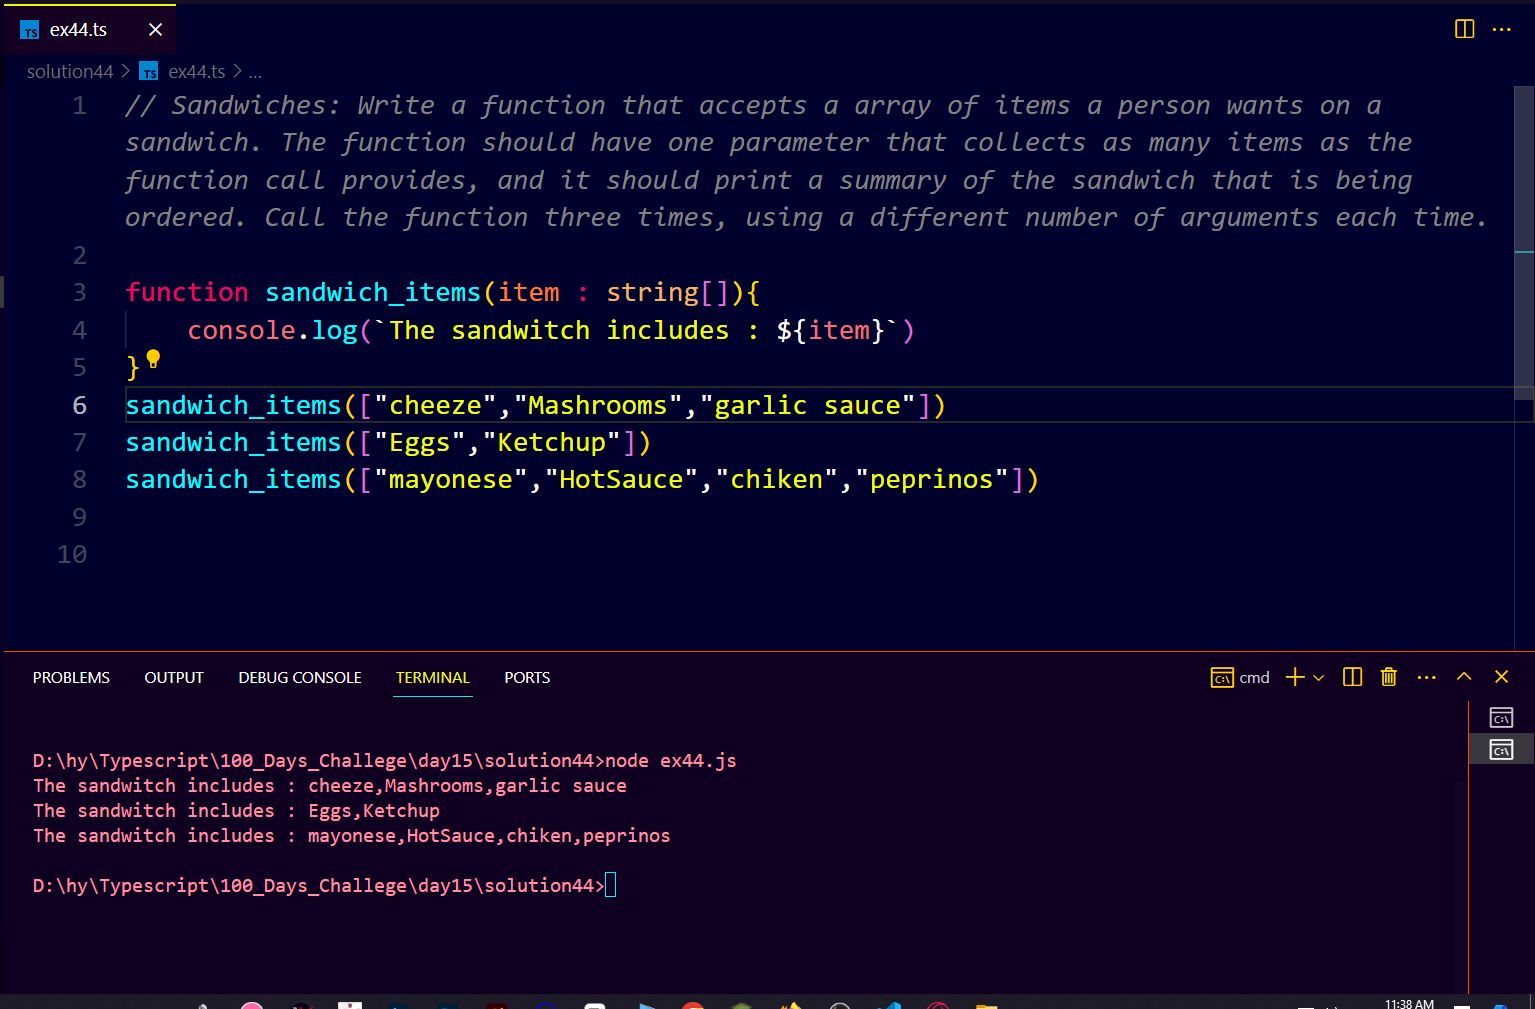 TS ex44.ts
solution44 > TS ex44.ts > ...
1 // Sandwiches: Write a function that accepts a array of items a person wants on a
sandwich. The function should have one parameter that collects as many items as the
function call provides, and it should print a summary of the sandwich that is being
ordered. Call the function three times, using a different number of arguments each time.
2
3 function sandwich_items(item : string[]){
4 console.log(`The sandwitch includes : ${item}`)
5 }
6 sandwich_items(["cheeze","Mashrooms","garlic sauce"])
7 sandwich_items(["Eggs","Ketchup"])
8 sandwich_items(["mayonese","HotSauce","chiken","peprinos"])
9
10
PROBLEMS OUTPUT DEBUG CONSOLE TERMINAL PORTS cmd
D:\hy\Typescript\100_Days_Challege\day15\solution44>node ex44.js
The sandwitch includes : cheeze,Mashrooms,garlic sauce
The sandwitch includes : Eggs,Ketchup
The sandwitch includes : mayonese,HotSauce,chiken,peprinos
D:\hy\Typescript\100_Days_Challege\day15\solution44>
11:38 AM